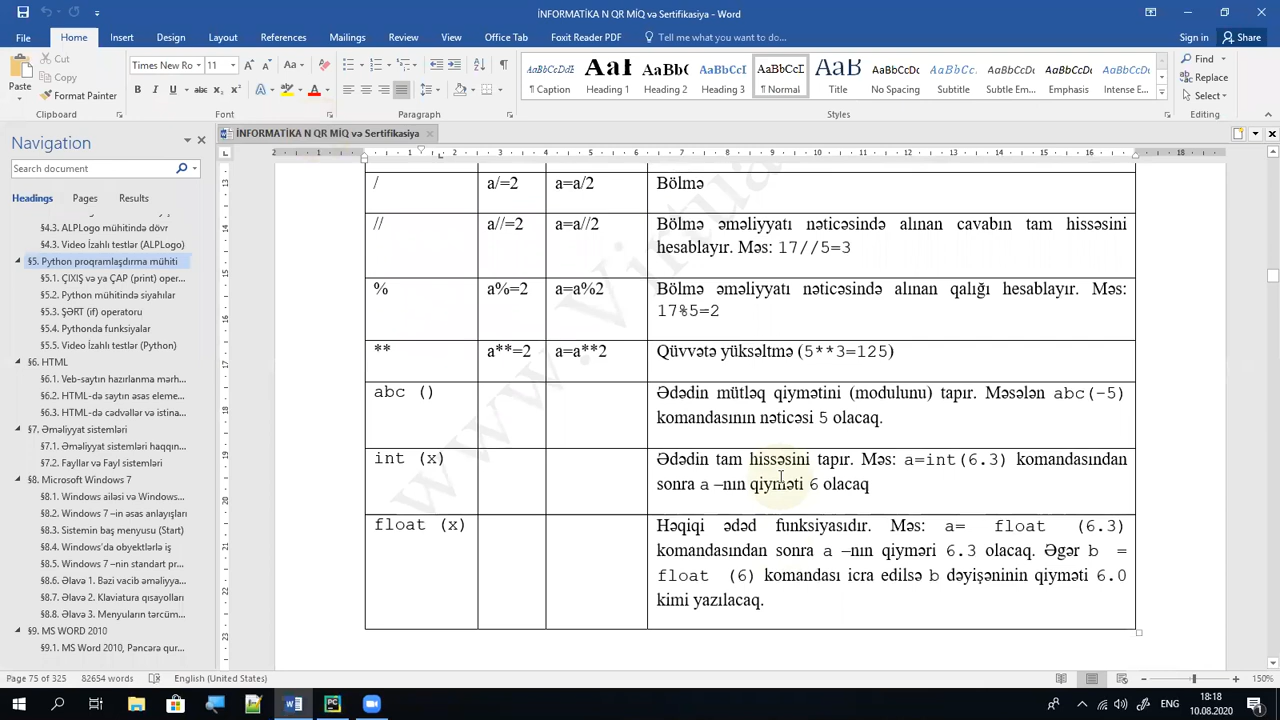 İNFORMATİKA N QR MİQ və Sertifikasiya - Word
File Home Insert Design Layout References Mailings Review View Office Tab Foxit Reader PDF Tell me what you want to do Sign in Share
Cut
Copy
Format Painter
Paste
Clipboard
Times New Ro 11
Font
Paragraph
AaBbCcDdE AaBl AaBb( AaBbCcD AaBbCcI AaB AaBbCcDd AaBbCcD AaBbCcDd AaBbCcD AaBbCcD
¶ Caption Heading 1 Heading 2 Heading 3 ¶ Normal Title No Spacing Subtitle Subtle Em... Emphasis Intense E...
Styles
Find
Replace
Select
Editing
Navigation
Search document
Headings Pages Results
§4.3. ALPLogo mühitində dövr
§4.3. Video İzahlı testlər (ALPLogo)
§5. Python proqramlaşdırma mühiti
§5.1. ÇIXIŞ və ya ÇAP (print) oper...
§5.2. Python mühitində siyahılar
§5.3. ŞƏRT (if) operatoru
§5.4. Pythonda funksiyalar
§5.5. Video İzahlı testlər (Python)
§6. HTML
§6.1. Veb-saytın hazırlanma mərh...
§6.2. HTML-də saytın əsas eleme...
§6.3. HTML-də cədvəllər və istina...
§7. Əməliyyat sistemləri
§7.1. Əməliyyat sistemləri haqqın...
§7.2. Fayllar və Fayl sistemləri
§8. Microsoft Windows 7
§8.1. Windows ailəsi və Windows...
§8.2. Windows 7 –in əsas anlayışları
§8.3. Sistemin baş menyusu (Start)
§8.4. Windows'da obyektlərlə iş
§8.5. Windows 7 –nin standart pr...
§8.6. Əlavə 1. Bəzi vacib əməliyya...
§8.7. Əlavə 2. Klaviatura qısayolları
§8.8. Əlavə 3. Menyuların tərcüm...
§9. MS WORD 2010
§9.1. MS Word 2010, Pəncərə qur...
İNFORMATİKA N QR MİQ və Sertifikasiya
/ a/=2 a=a/2 Bölmə
// a//=2 a=a//2 Bölmə əməliyyatı nəticəsində alınan cavabın tam hissəsini
hesablayır. Məs: 17//5=3
% a%=2 a=a%2 Bölmə əməliyyatı nəticəsində alınan qalığı hesablayır. Məs:
17%5=2
** a**=2 a=a**2 Qüvvətə yüksəltmə (5**3=125)
abc () Ədədin mütləq qiymətini (modulunu) tapır. Məsələn abc(-5)
komandasının nəticəsi 5 olacaq.
int (x) Ədədin tam hissəsini tapır. Məs: a=int(6.3) komandasından
sonra a –nın qiyməti 6 olacaq
float (x) Həqiqi ədəd funksiyasıdır. Məs: a= float (6.3)
komandasından sonra a –nın qiyməri 6.3 olacaq. Əgər b =
float (6) komandası icra edilsə b dəyişəninin qiyməti 6.0
kimi yazılacaq.
Page 75 of 325 82654 words English (United States) 150%
ENG
18:18
10.08.2020